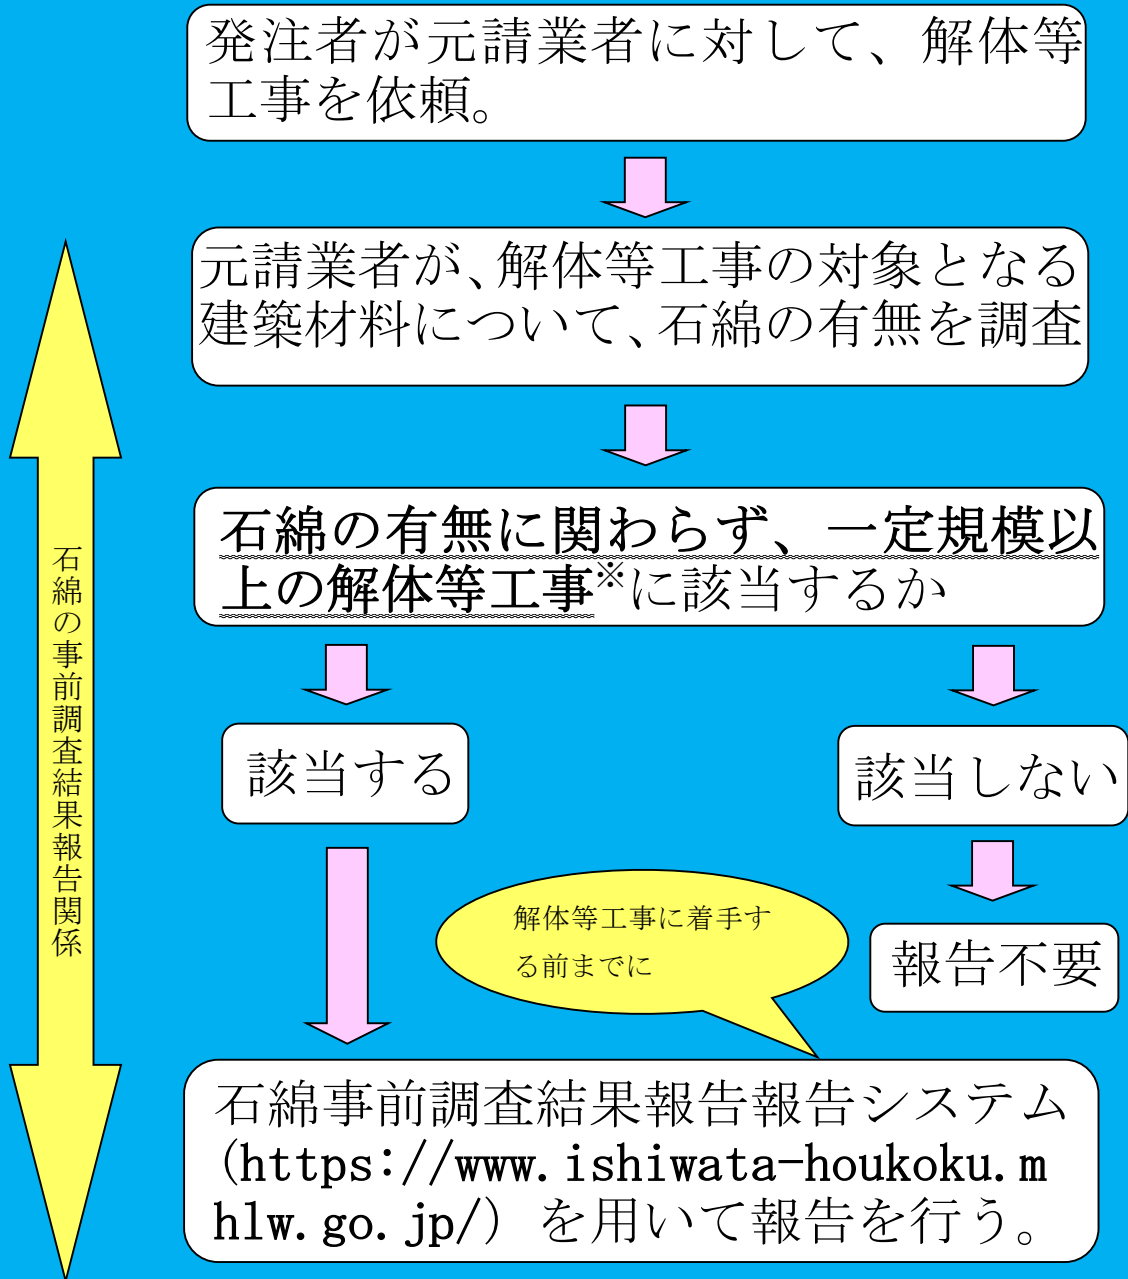 発注者が元請業者に対して、解体等
工事を依頼。
元請業者が、解体等工事の対象となる
建築材料について、石綿の有無を調査
石綿の有無に関わらず、一定規模以
上の解体等工事※に該当するか
該当する
該当しない
報告不要
解体等工事に着手す
る前までに
石綿事前調査結果報告報告システム
(https://www.ishiwata-houkoku.m
hlw.go.jp/) を用いて報告を行う。
石綿の事前調査結果報告関係